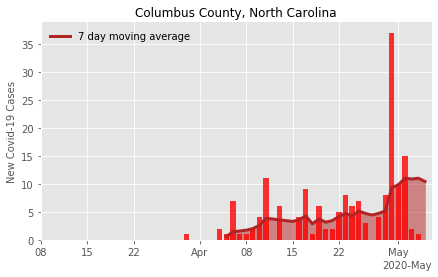 Columbus County, North Carolina
7 day moving average
New Covid-19 Cases
35
30
25
20
15
10
5
0
08 15 22 Apr 08 15 22 May
2020-May